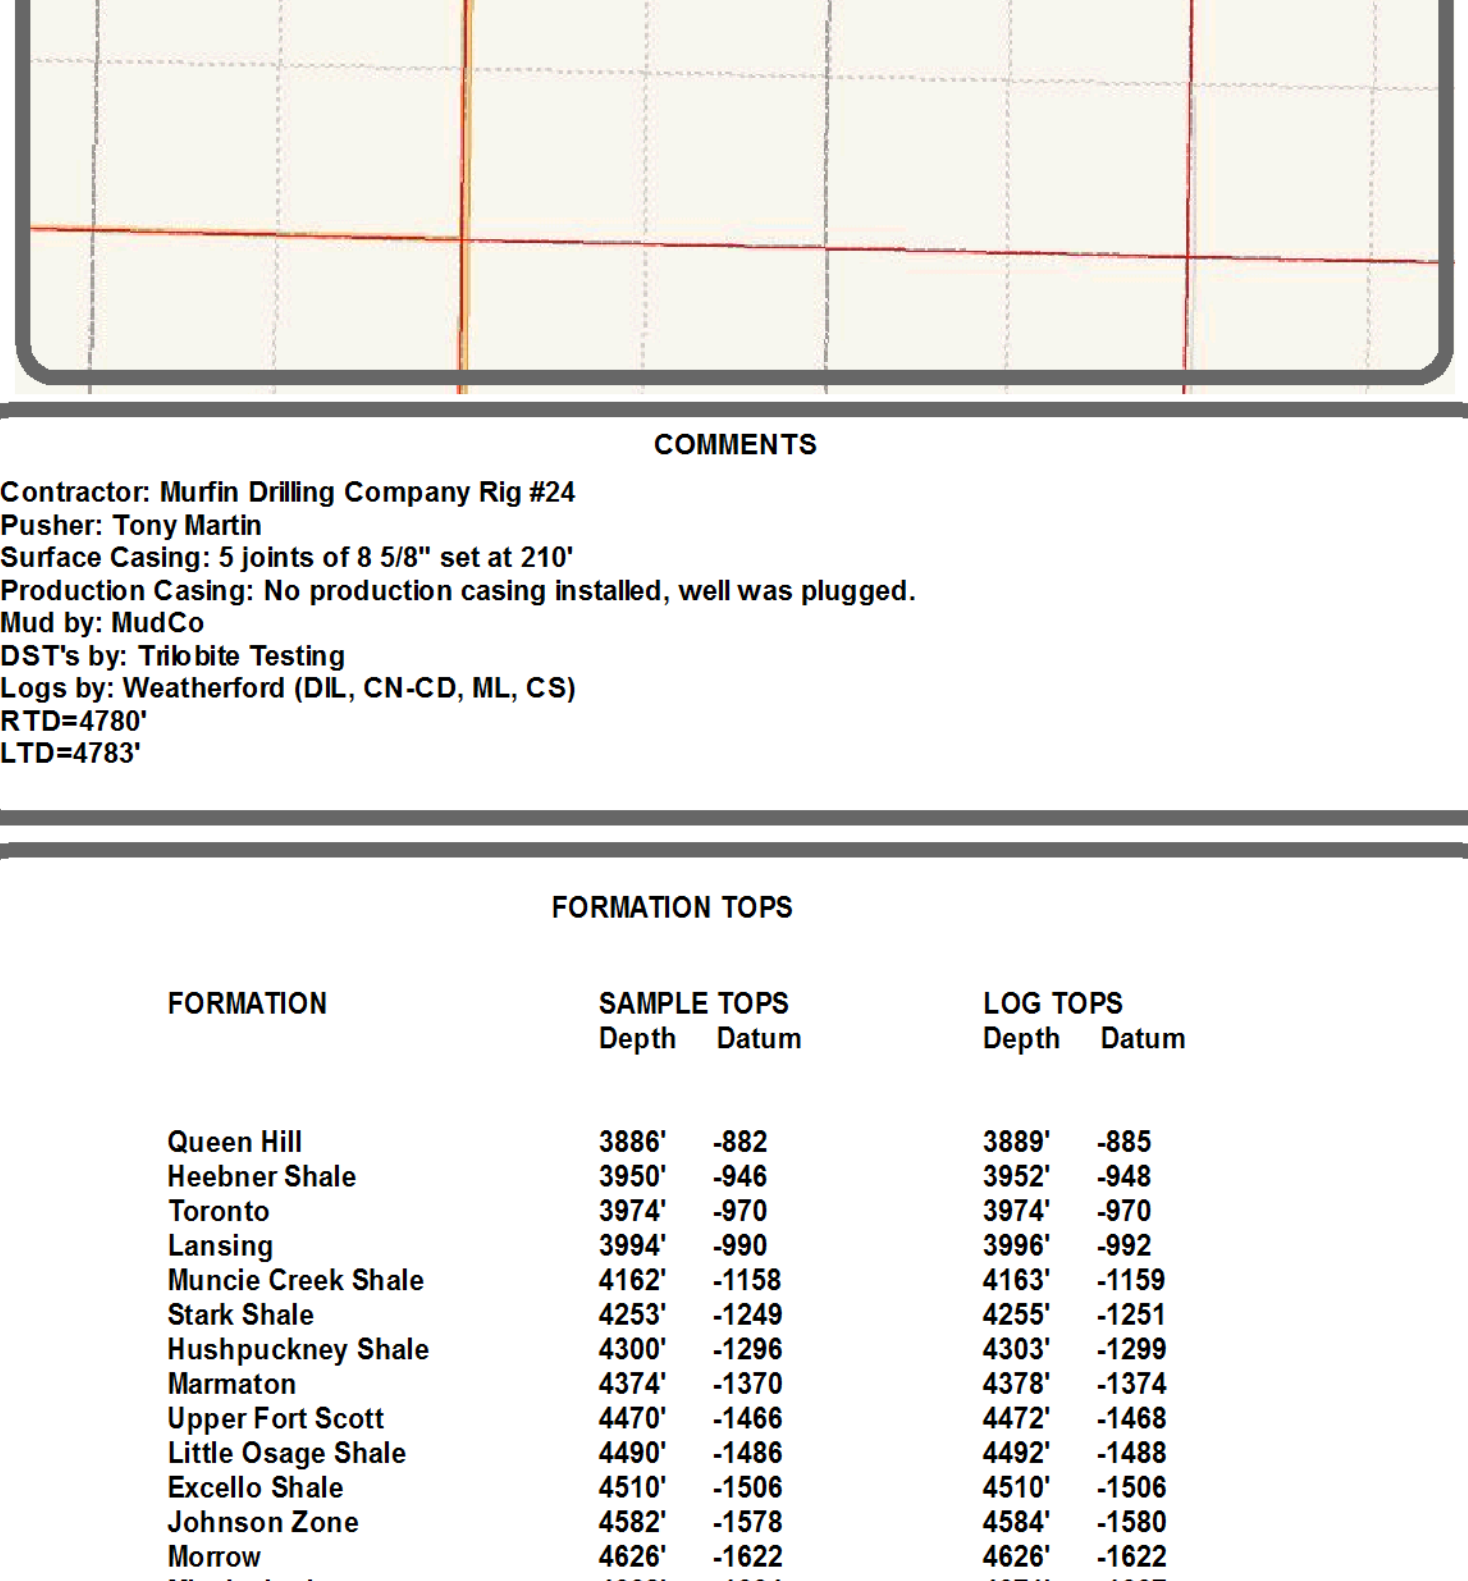 COMMENTS
Contractor: Murfin Drilling Company Rig #24
Pusher: Tony Martin
Surface Casing: 5 joints of 8 5/8" set at 210'
Production Casing: No production casing installed, well was plugged.
Mud by: MudCo
DST's by: Trilobite Testing
Logs by: Weatherford (DIL, CN-CD, ML, CS)
RTD=4780'
LTD=4783'
FORMATION TOPS
FORMATION SAMPLE TOPS LOG TOPS
Depth Datum Depth Datum
Queen Hill 3886' -882 3889' -885
Heebner Shale 3950' -946 3952' -948
Toronto 3974' -970 3974' -970
Lansing 3994' -990 3996' -992
Muncie Creek Shale 4162' -1158 4163' -1159
Stark Shale 4253' -1249 4255' -1251
Hushpuckney Shale 4300' -1296 4303' -1299
Marmaton 4374' -1370 4378' -1374
Upper Fort Scott 4470' -1466 4472' -1468
Little Osage Shale 4490' -1486 4492' -1488
Excello Shale 4510' -1506 4510' -1506
Johnson Zone 4582' -1578 4584' -1580
Morrow 4626' -1622 4626' -1622